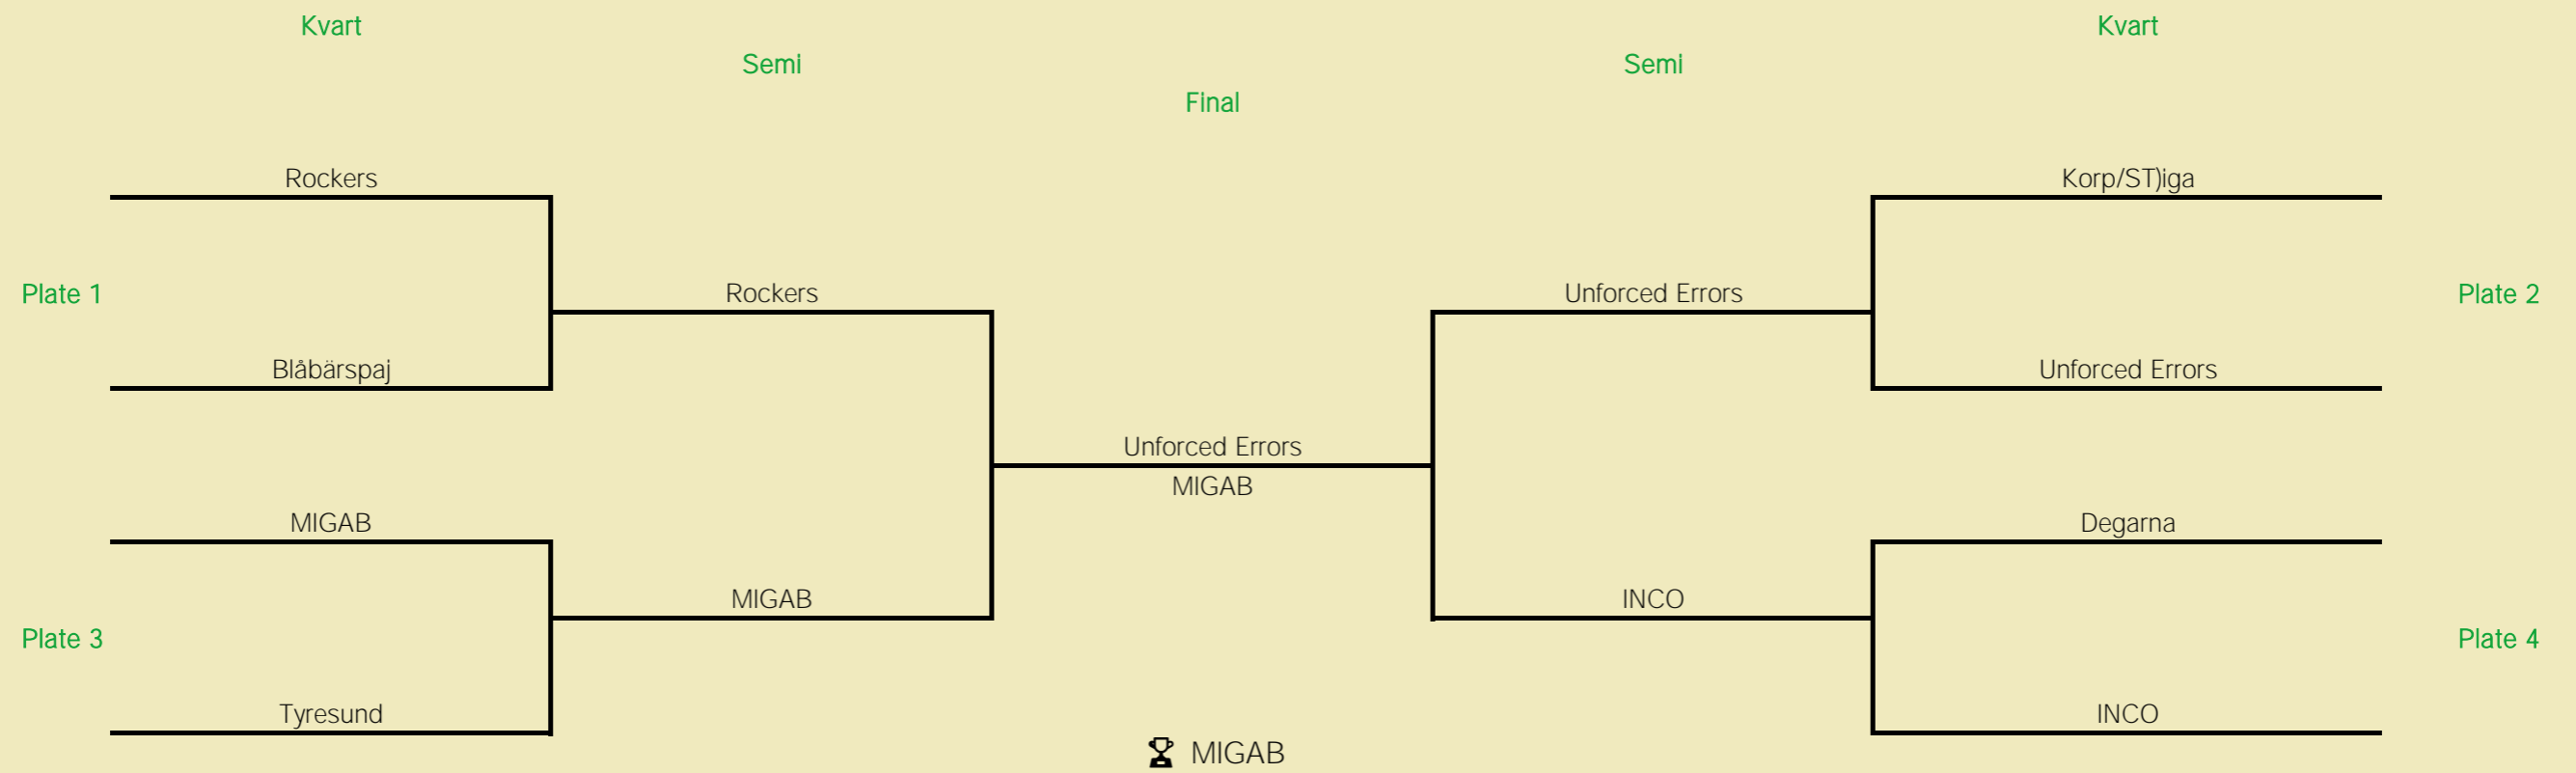 Kvart
Kvart
Semi
Semi
Final
Rockers
Korp/ST)iga
Plate 1
Rockers
Unforced Errors
Plate 2
Blåbärspaj
Unforced Errors
Unforced Errors
MIGAB
MIGAB
Degarna
MIGAB
INCO
Plate 3
Plate 4
Tyresund
INCO
MIGAB